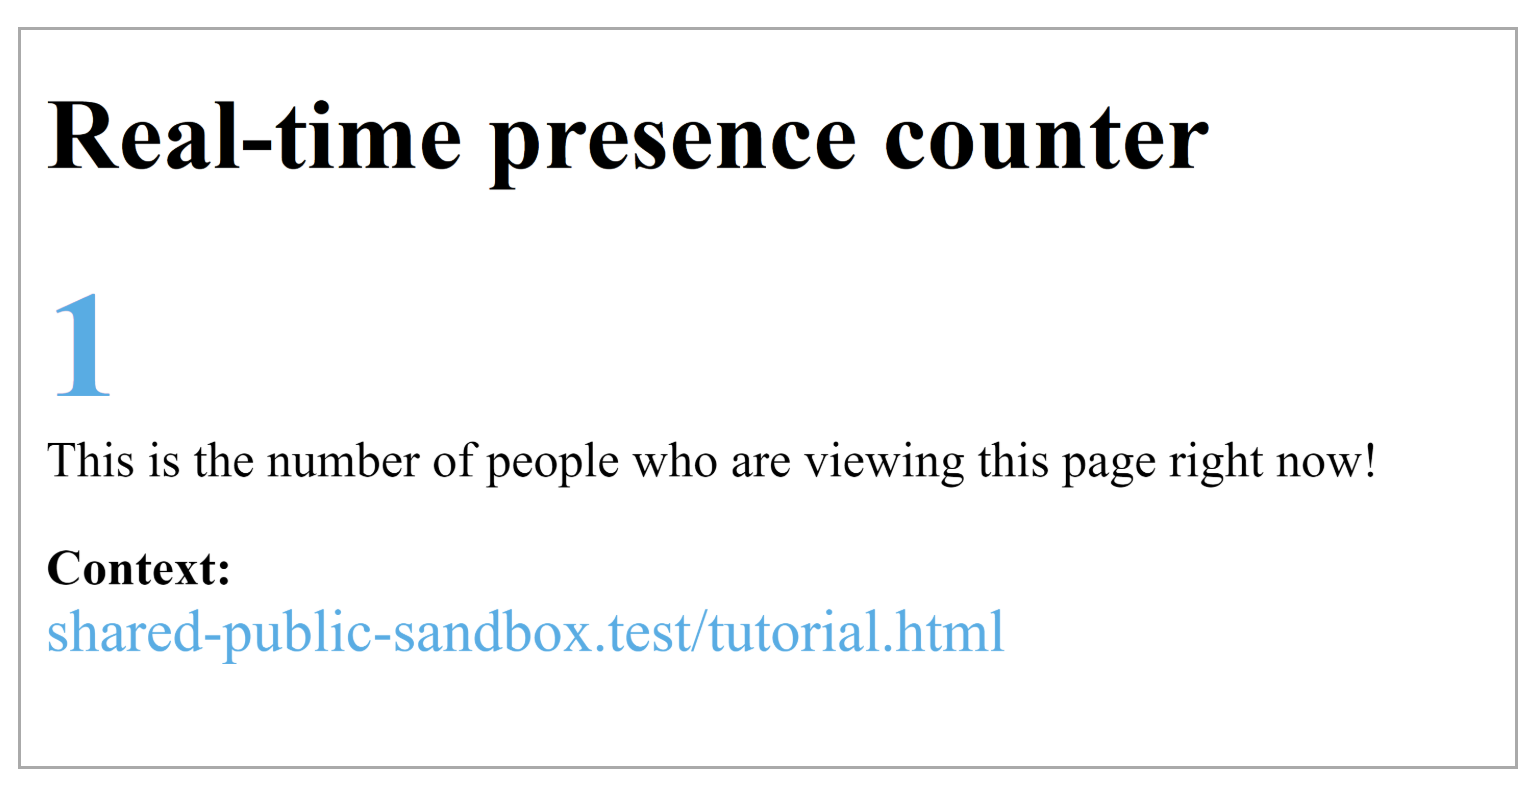 Real-time presence counter
1
This is the number of people who are viewing this page right now!
Context:
shared-public-sandbox.test/tutorial.html